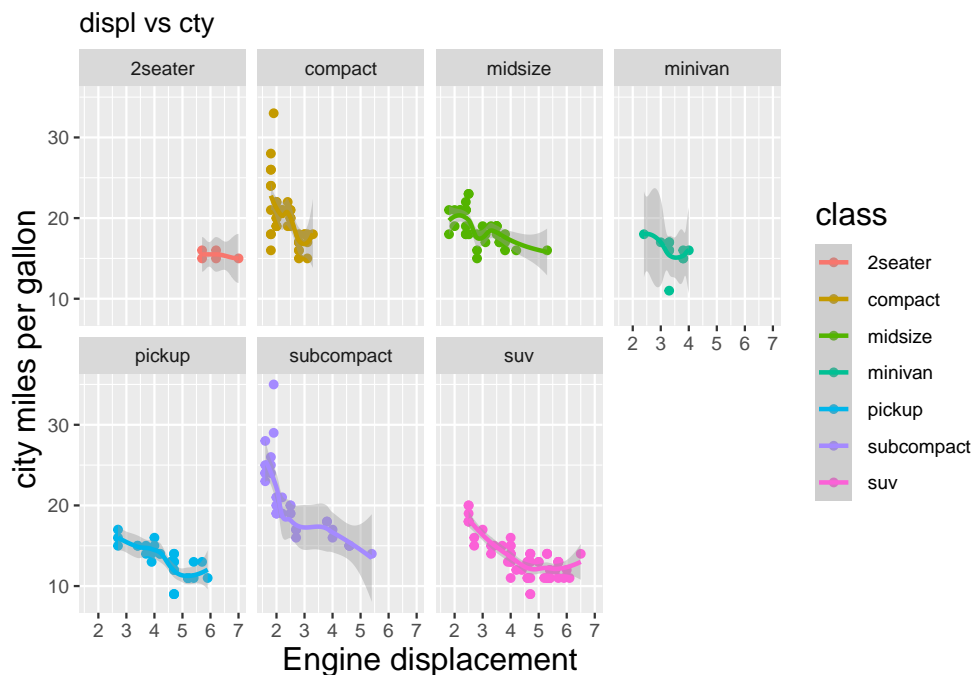 displ vs cty
2seater compact midsize minivan
30
20
10
2 3 4 5 6 7
pickup subcompact suv
30
20
10
2 3 4 5 6 7 2 3 4 5 6 7 2 3 4 5 6 7
Engine displacement
city miles per gallon
class
2seater
compact
midsize
minivan
pickup
subcompact
suv